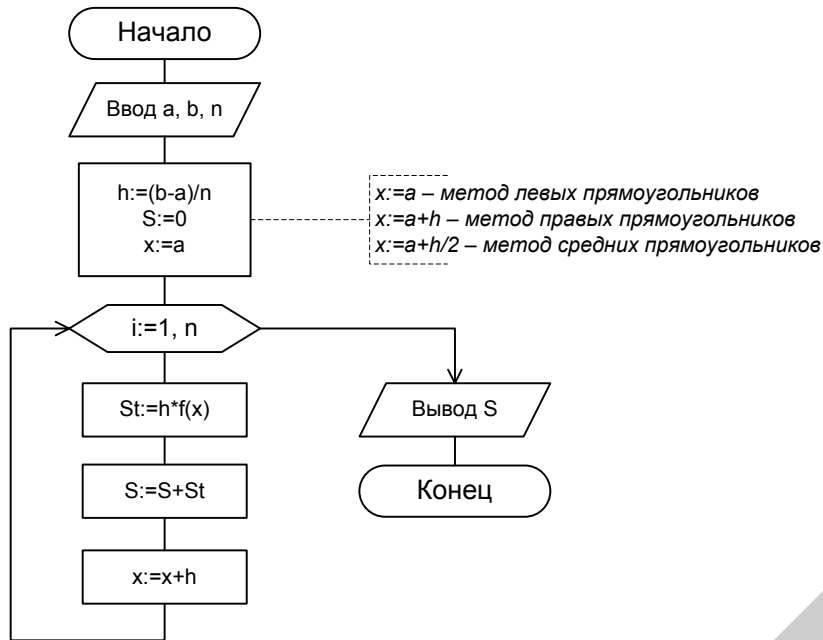 Начало
Ввод a, b, n
h:=(b-a)/n
S:=0
x:=a
x:=a – метод левых прямоугольников
x:=a+h – метод правых прямоугольников
x:=a+h/2 – метод средних прямоугольников
i:=1, n
St:=h*f(x)
Вывод S
S:=S+St
Конец
x:=x+h